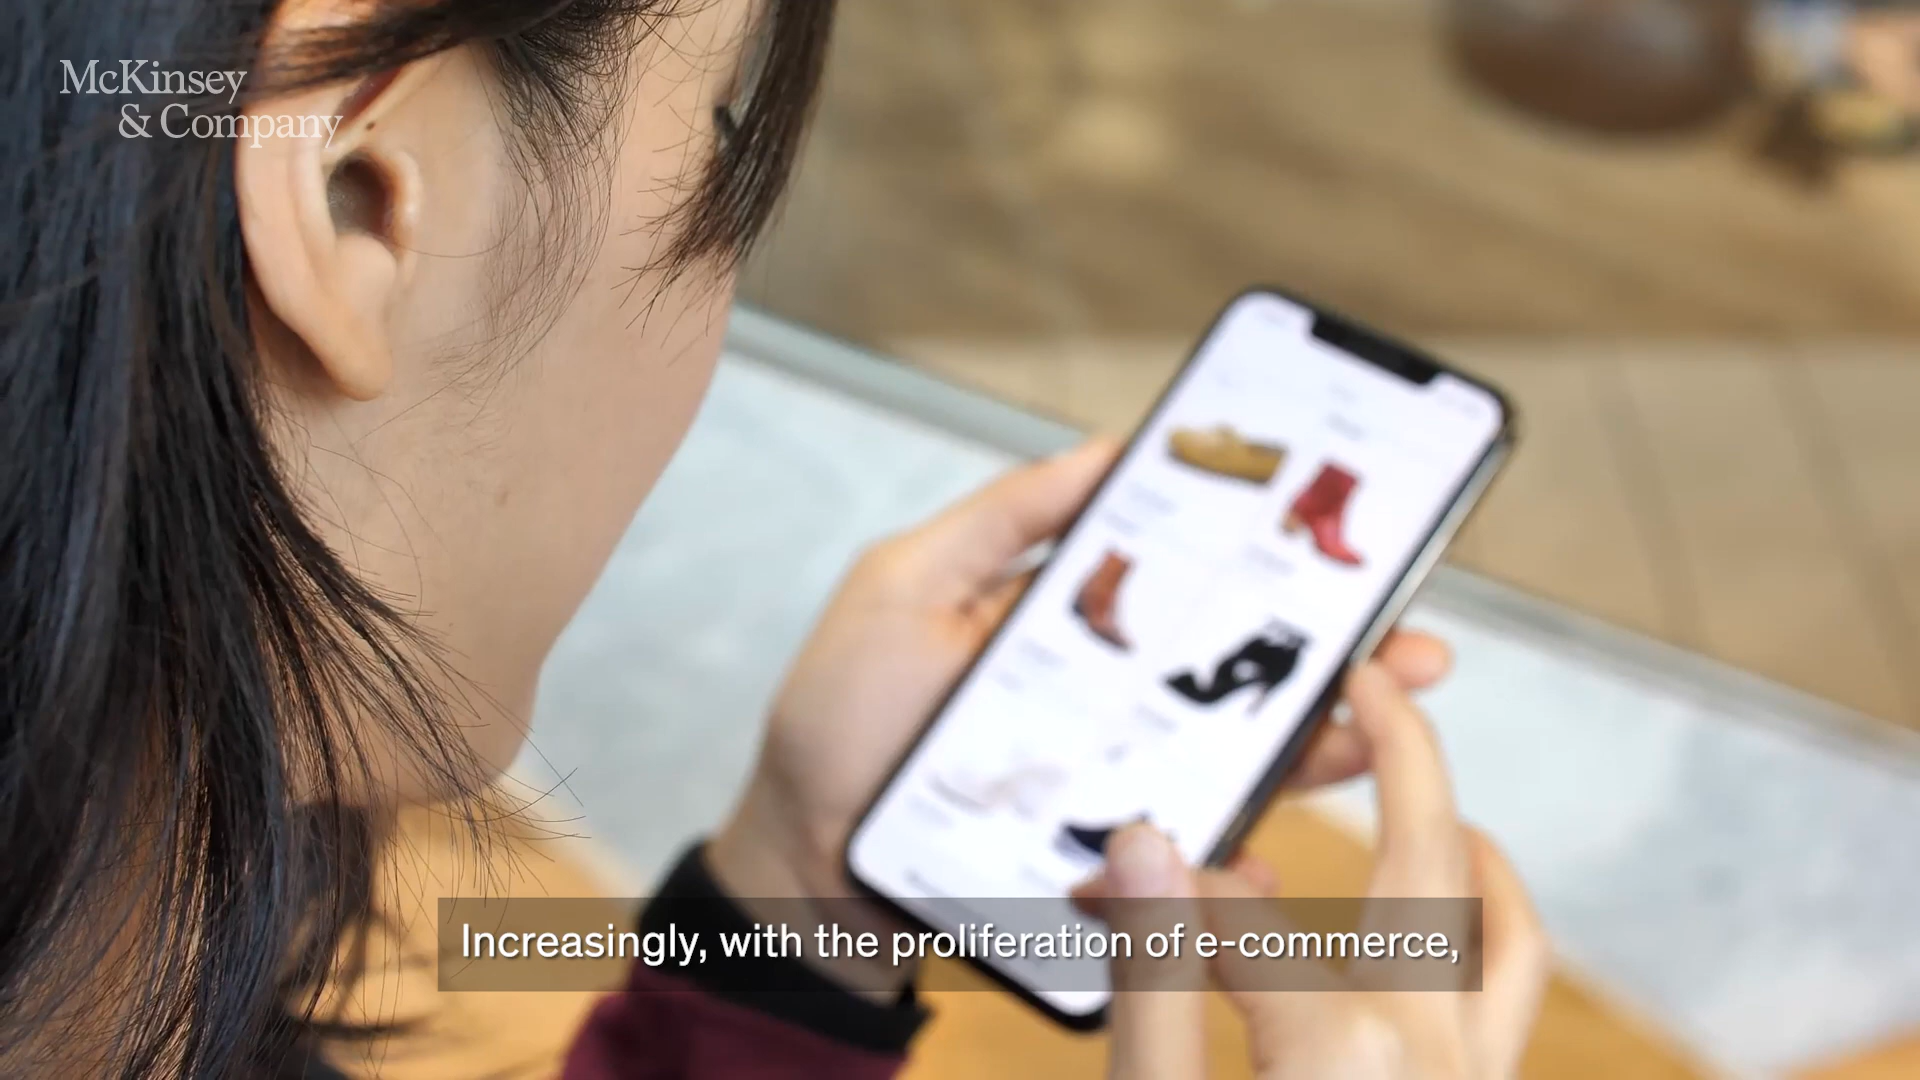 McKinsey
& Company
Increasingly, with the proliferation of e-commerce,